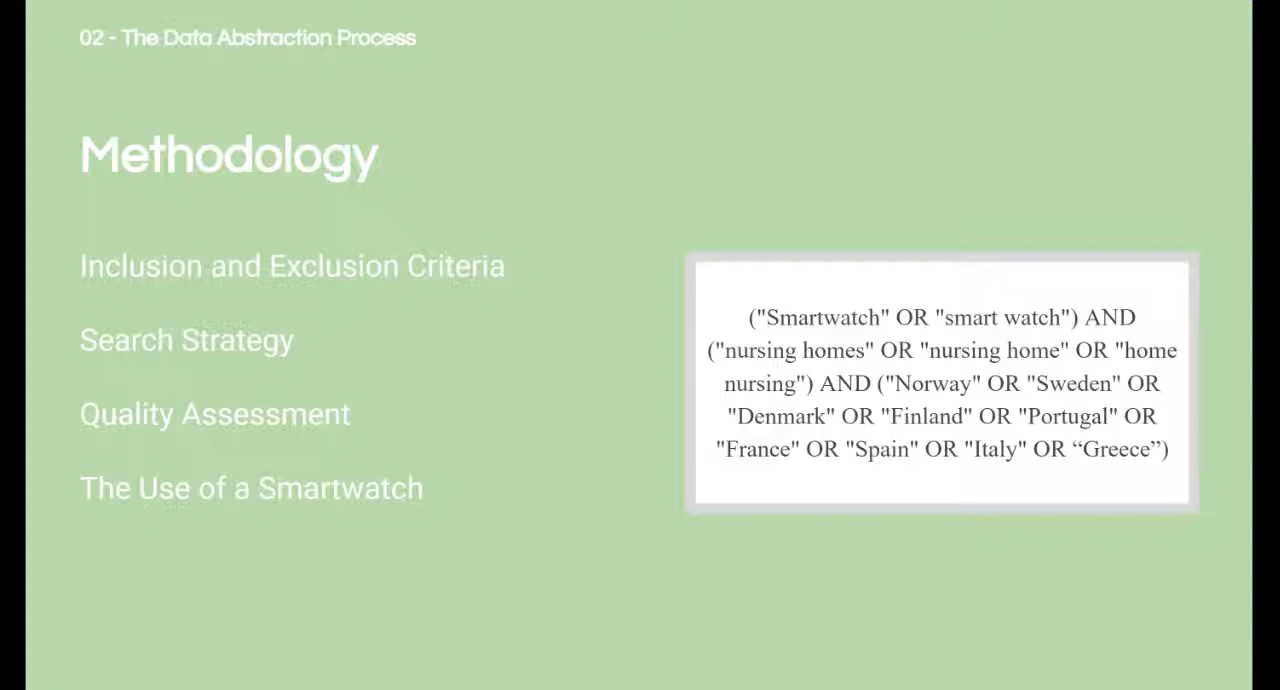 02 - The Data Abstraction Process
Methodology
Inclusion and Exclusion Criteria
Search Strategy
Quality Assessment
The Use of a Smartwatch
("Smartwatch" OR "smart watch") AND
("nursing homes" OR "nursing home" OR "home
nursing") AND ("Norway" OR "Sweden" OR
"Denmark" OR "Finland" OR "Portugal" OR
"France" OR "Spain" OR "Italy" OR “Greece”)